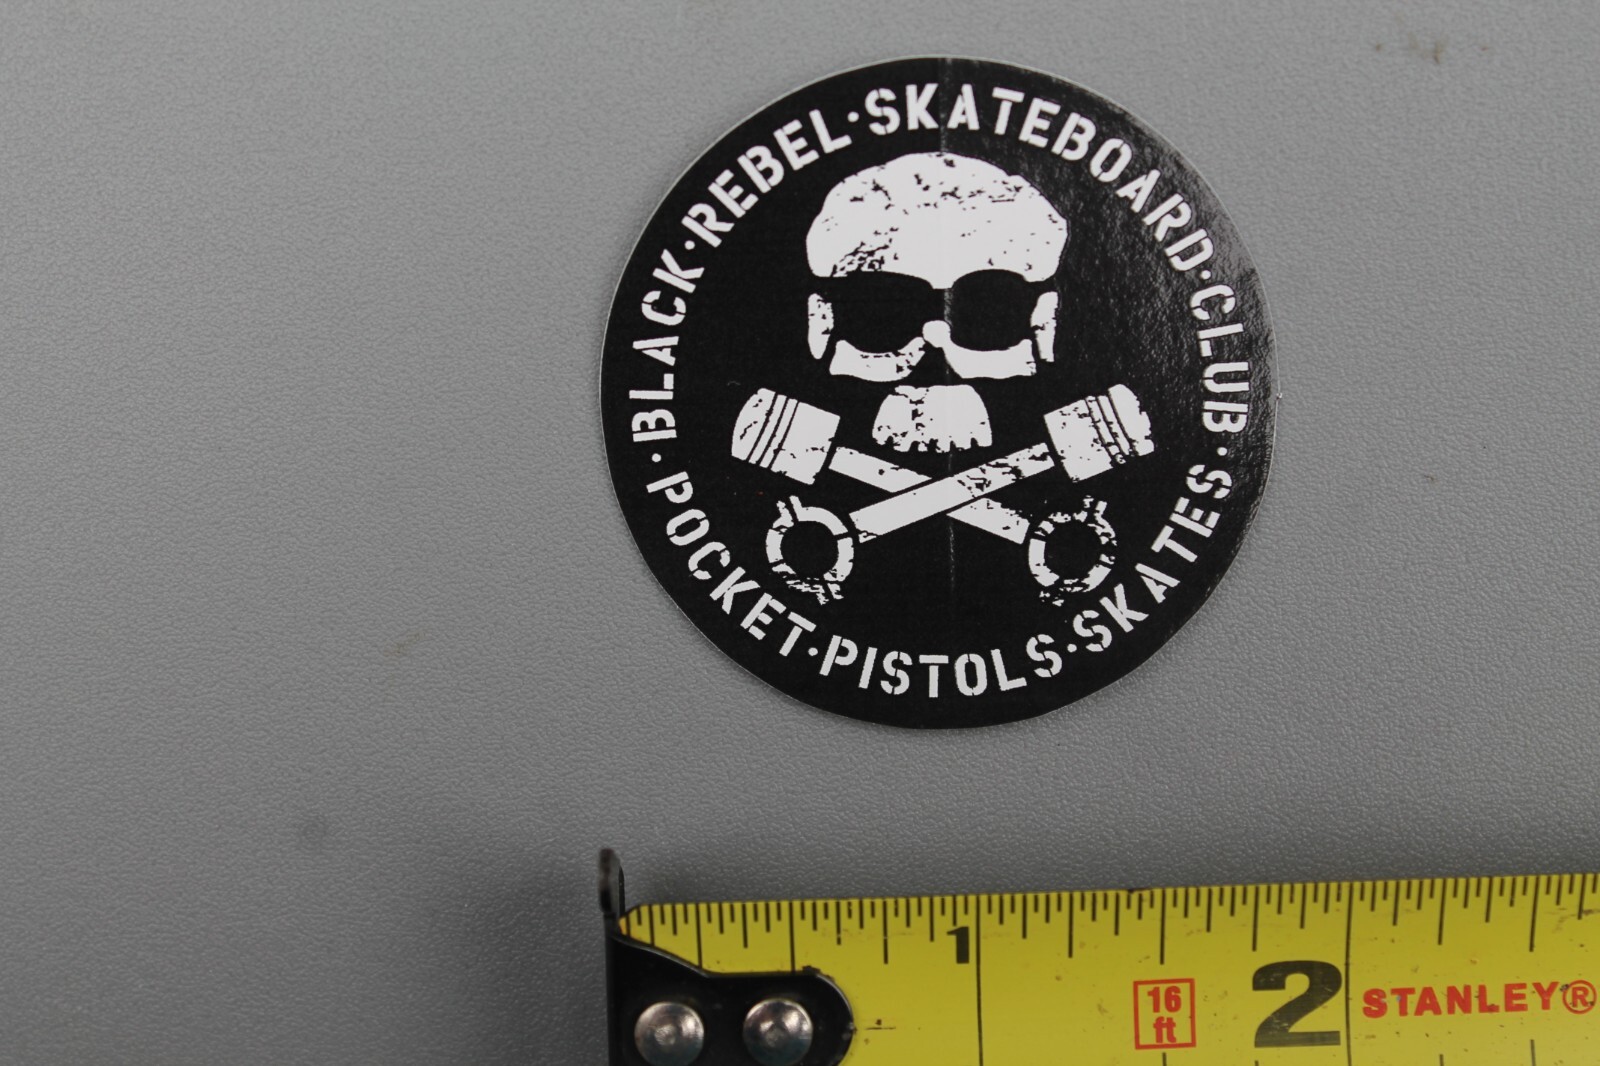 BLACK·REBEL·SKATEBOARD·CLUB·
·POCKET·PISTOLS·SKATES
1
16
ft
2
STANLEY®